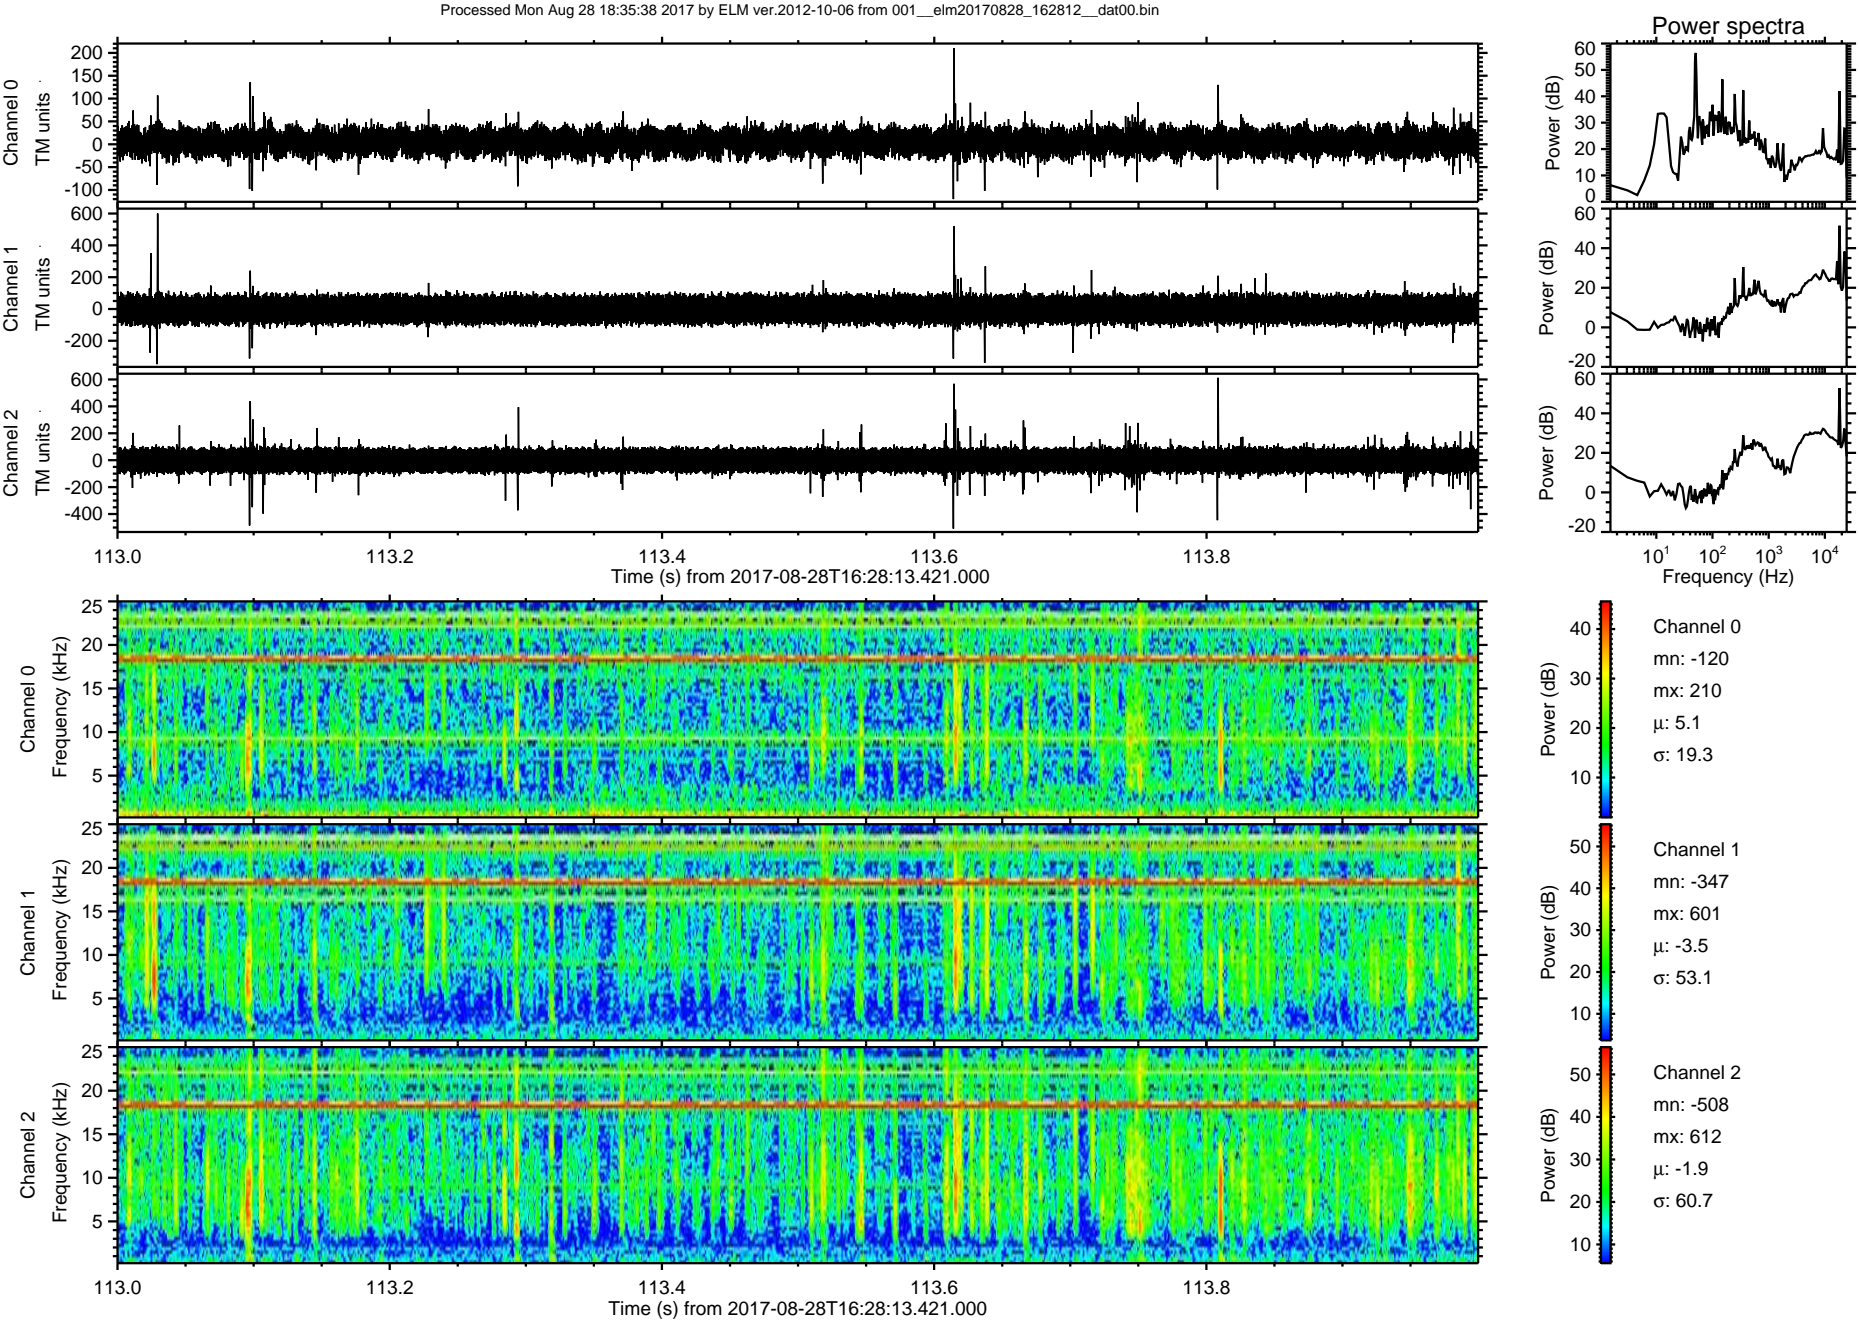 Processed Mon Aug 28 18:35:38 2017 by ELM ver.2012-10-06 from 001__elm20170828_162812__dat00.bin
Power spectra
Channel 0
TM units
200
150
100
50
0
-50
-100
Power (dB)
60
50
40
30
20
10
0
Channel 1
TM units
600
400
200
0
-200
Power (dB)
60
40
20
0
-20
Channel 2
TM units
600
400
200
0
-200
-400
Power (dB)
60
40
20
0
-20
113.0 113.2 113.4 113.6 113.8
Time (s) from 2017-08-28T16:28:13.421.000
10¹ 10² 10³ 10⁴
Frequency (Hz)
Channel 0
Frequency (kHz)
25
20
15
10
5
Power (dB)
40
30
20
10
Channel 0
mn: -120
mx: 210
μ: 5.1
σ: 19.3
Channel 1
Frequency (kHz)
25
20
15
10
5
Power (dB)
50
40
30
20
10
Channel 1
mn: -347
mx: 601
μ: -3.5
σ: 53.1
Channel 2
Frequency (kHz)
25
20
15
10
5
Power (dB)
50
40
30
20
10
Channel 2
mn: -508
mx: 612
μ: -1.9
σ: 60.7
113.0 113.2 113.4 113.6 113.8
Time (s) from 2017-08-28T16:28:13.421.000